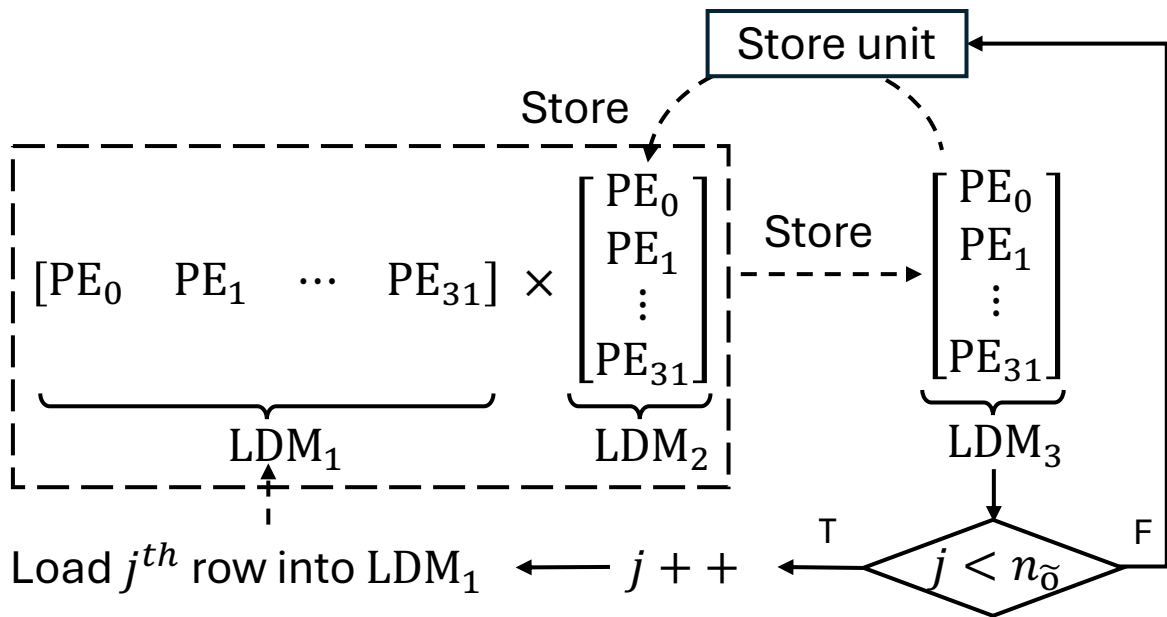 Store unit
Store
[PE₀ PE₁ ⋯ PE₃₁] × [PE₀ PE₁ ⋮ PE₃₁]
Store
[PE₀ PE₁ ⋮ PE₃₁]
LDM₁
LDM₂
LDM₃
T
F
Load jᵗʰ row into LDM₁
j + +
j < n_õ